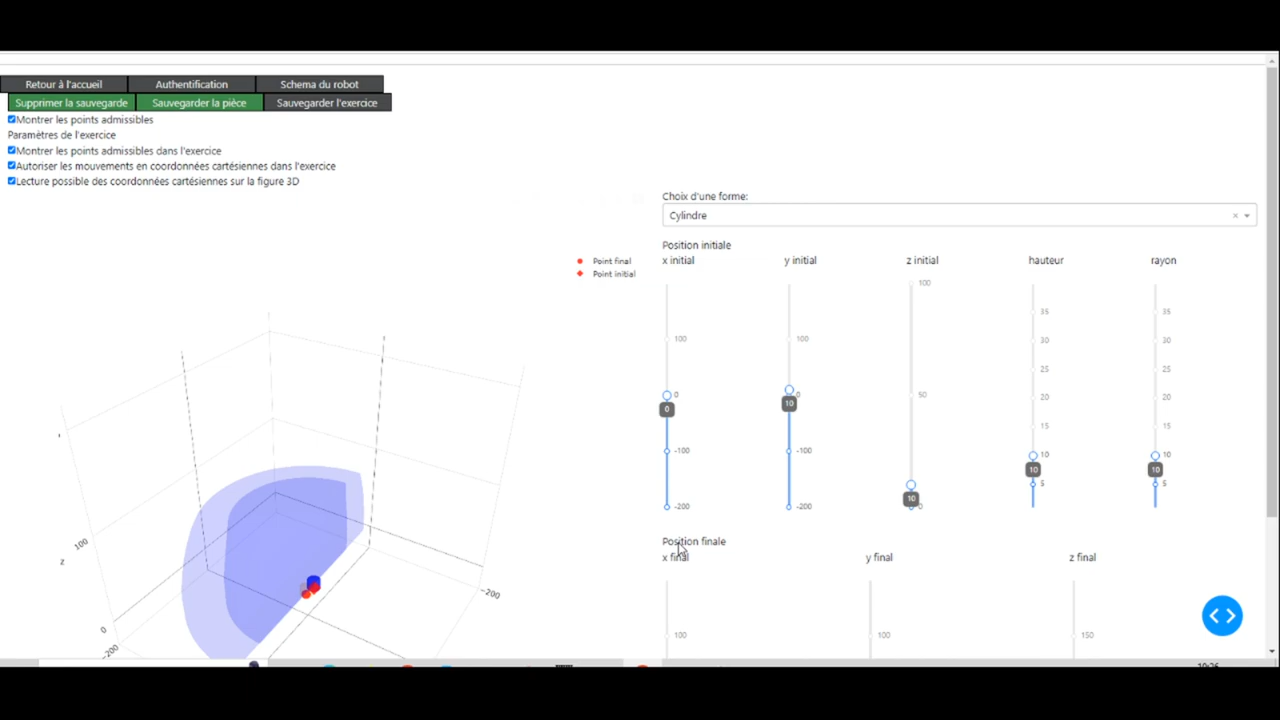 Retour à l'accueil Authentification Schema du robot
Supprimer la sauvegarde Sauvegarder la pièce Sauvegarder l'exercice
Montrer les points admissibles
Paramètres de l'exercice
Montrer les points admissibles dans l'exercice
Autoriser les mouvements en coordonnées cartésiennes dans l'exercice
Lecture possible des coordonnées cartésiennes sur la figure 3D
Choix d'une forme:
Cylindre
Position initiale
x initial y initial z initial hauteur rayon
100
35 35
100 100 30 30
25 25
0 0 50 20 20
0 10
15 15
-100 -100 10 10
10 10
5 5
10
-200 -200 0
Position finale
x final y final z final
100 100 150
Point final
Point initial
z
100
0
-200
-200